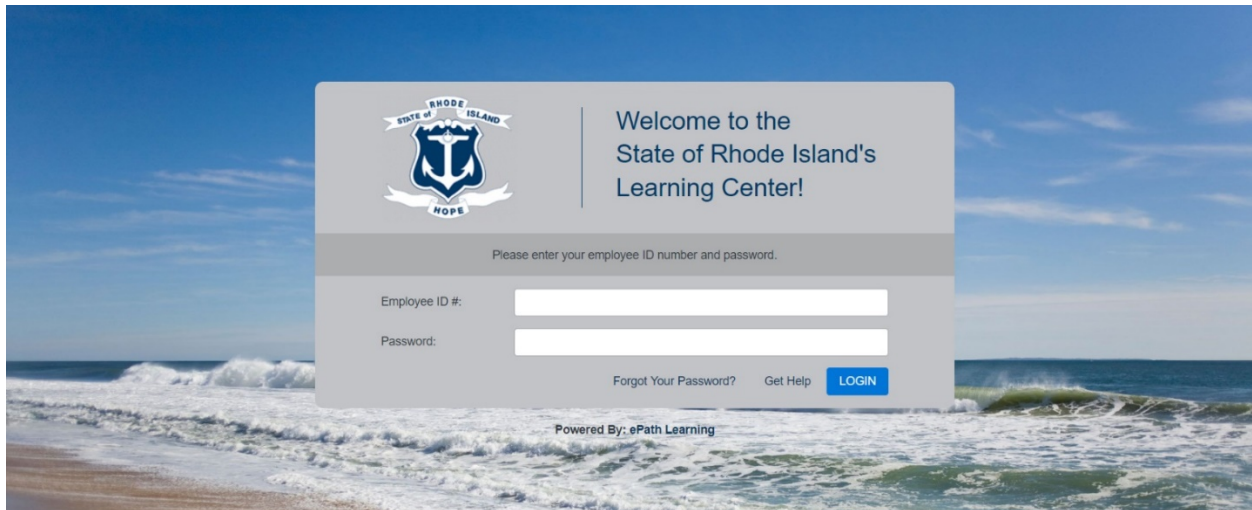 STATE of RHODE ISLAND
HOPE
Welcome to the
State of Rhode Island's
Learning Center!
Please enter your employee ID number and password.
Employee ID #:
Password:
Forgot Your Password? Get Help LOGIN
Powered By: ePath Learning